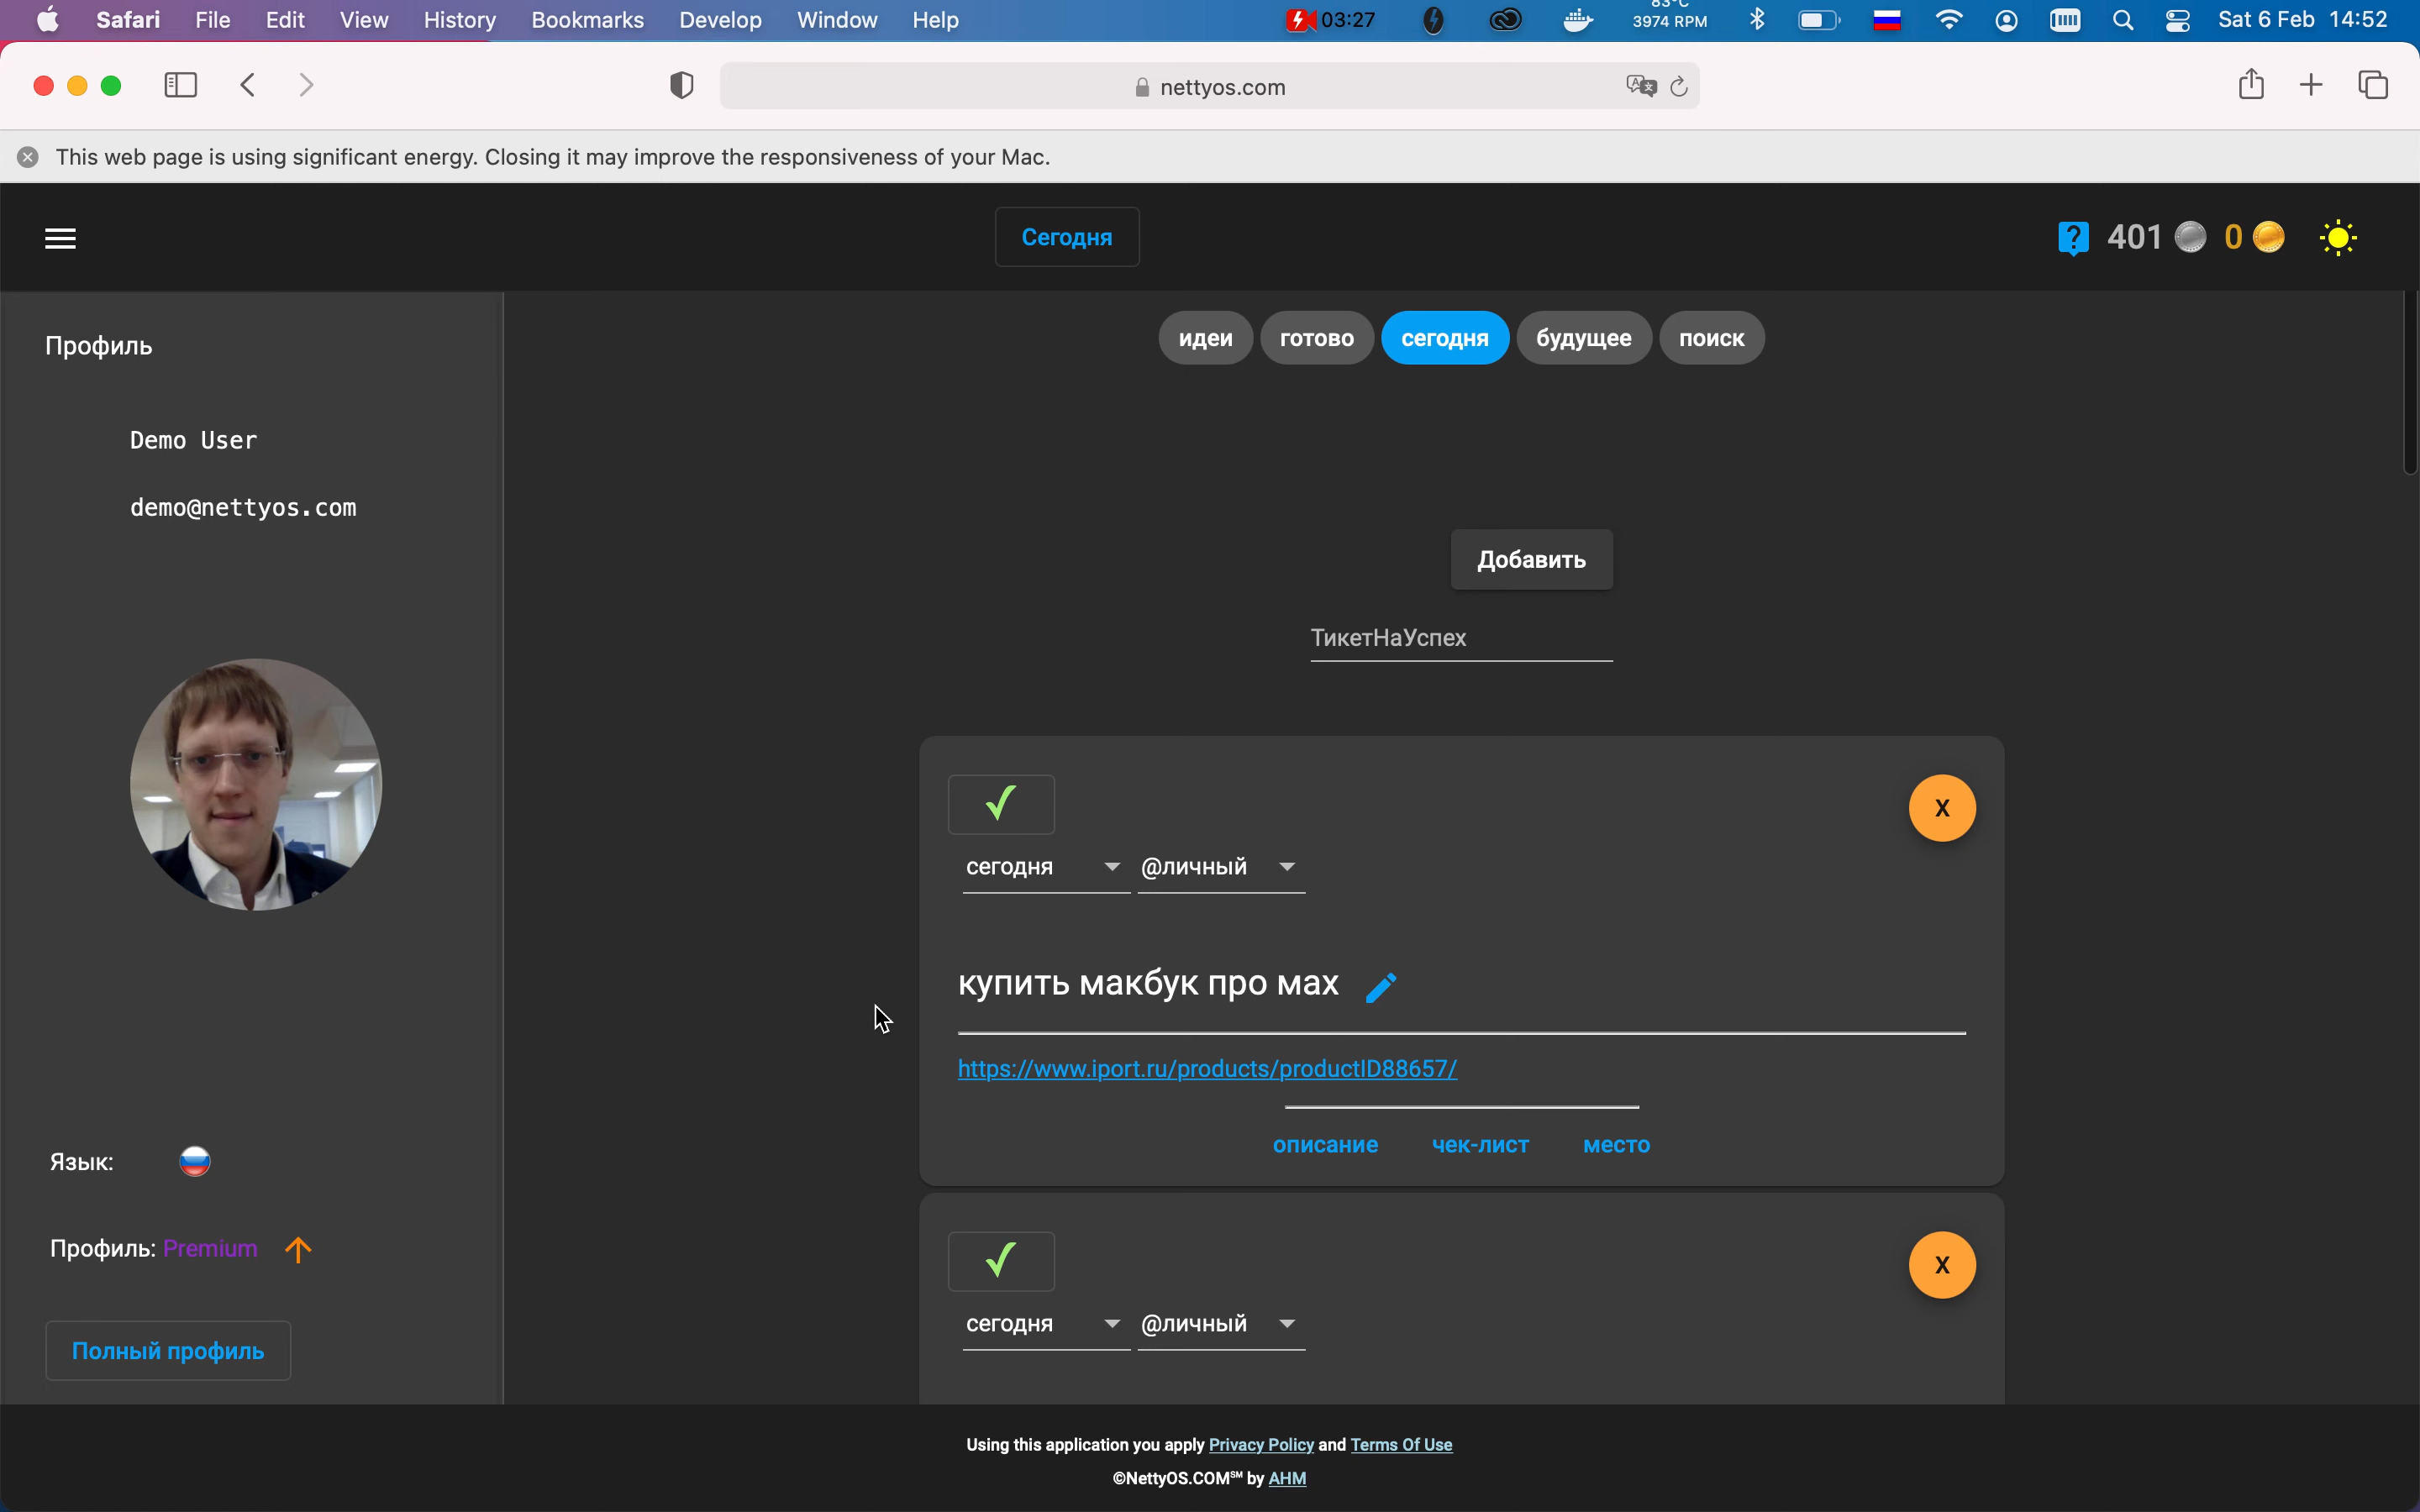 Safari File Edit View History Bookmarks Develop Window Help 03:27 3974 RPM Sat 6 Feb 14:52
nettyos.com
This web page is using significant energy. Closing it may improve the responsiveness of your Mac.
Сегодня
? 401 0
Профиль
Demo User
demo@nettyos.com
Язык:
Профиль: Premium
Полный профиль
идеи готово сегодня будущее поиск
Добавить
ТикетНаУспех
X
сегодня @личный
купить макбук про мах
https://www.iport.ru/products/productID88657/
описание чек-лист место
X
сегодня @личный
Using this application you apply Privacy Policy and Terms Of Use
©NettyOS.COM℠ by AHM